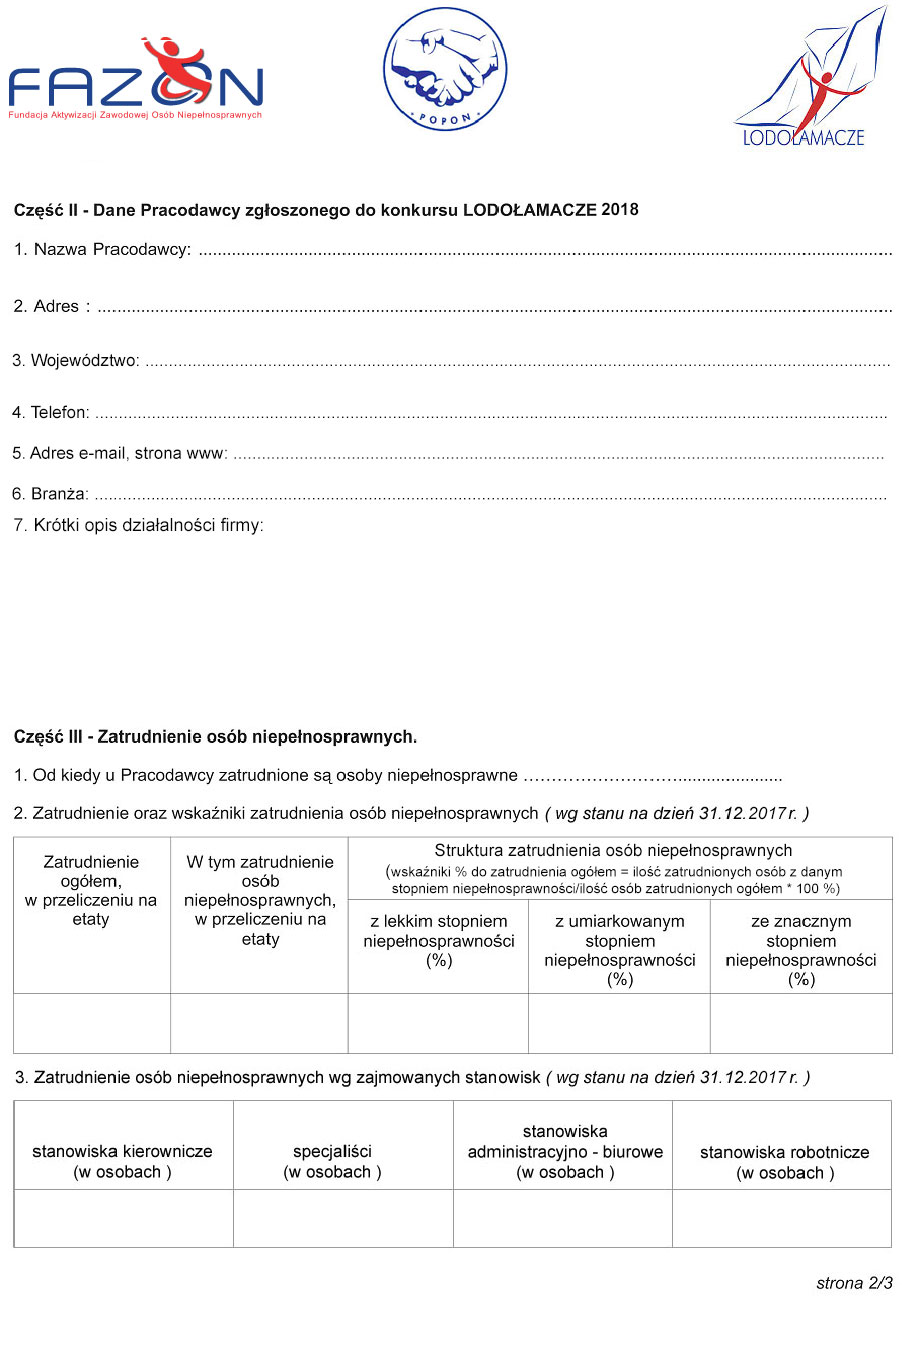 FAZON
Fundacja Aktywizacji Zawodowej Osób Niepełnosprawnych
· POPON ·
LODOŁAMACZE
Część II - Dane Pracodawcy zgłoszonego do konkursu LODOŁAMACZE 2018
1. Nazwa Pracodawcy: ....................................................................................................
2. Adres : ....................................................................................................
3. Województwo: ....................................................................................................
4. Telefon: ....................................................................................................
5. Adres e-mail, strona www: ....................................................................................................
6. Branża: ....................................................................................................
7. Krótki opis działalności firmy:
Część III - Zatrudnienie osób niepełnosprawnych.
1. Od kiedy u Pracodawcy zatrudnione są osoby niepełnosprawne ……………………………......................
2. Zatrudnienie oraz wskaźniki zatrudnienia osób niepełnosprawnych ( wg stanu na dzień 31.12.2017 r. )
Zatrudnienie
ogółem,
w przeliczeniu na
etaty
W tym zatrudnienie
osób
niepełnosprawnych,
w przeliczeniu na
etaty
Struktura zatrudnienia osób niepełnosprawnych
(wskaźniki % do zatrudnienia ogółem = ilość zatrudnionych osób z danym
stopniem niepełnosprawności/ilość osób zatrudnionych ogółem * 100 %)
z lekkim stopniem
niepełnosprawności
(%)
z umiarkowanym
stopniem
niepełnosprawności
(%)
ze znacznym
stopniem
niepełnosprawności
(%)
3. Zatrudnienie osób niepełnosprawnych wg zajmowanych stanowisk ( wg stanu na dzień 31.12.2017 r. )
stanowiska kierownicze
(w osobach )
specjaliści
(w osobach )
stanowiska
administracyjno - biurowe
(w osobach )
stanowiska robotnicze
(w osobach )
strona 2/3